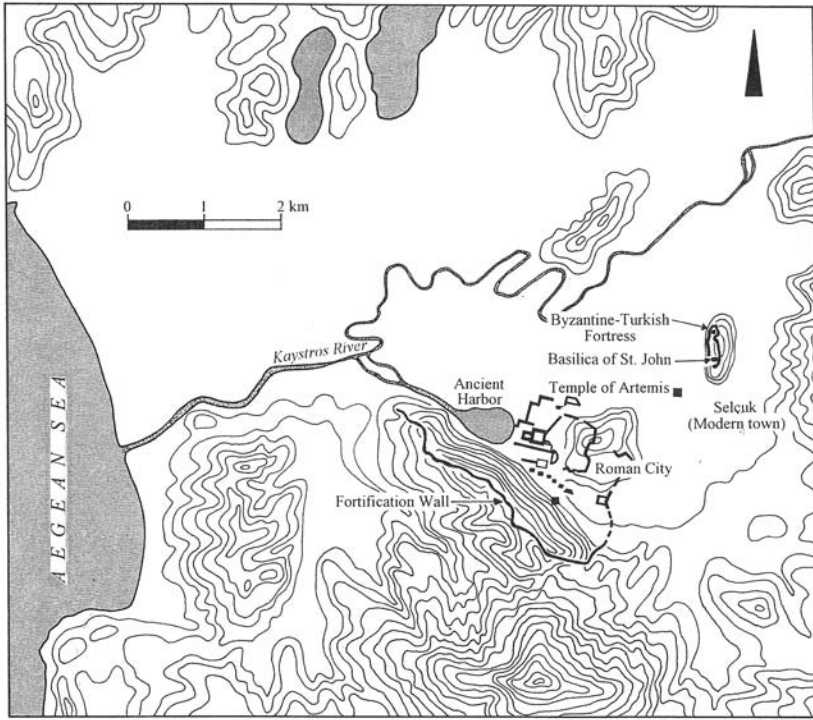 0 1 2 km
Byzantine-Turkish
Fortress
Kaystros River
Basilica of St. John
Ancient
Harbor
Temple of Artemis
Selçuk
(Modern town)
Roman City
Fortification Wall
AEGEAN SEA